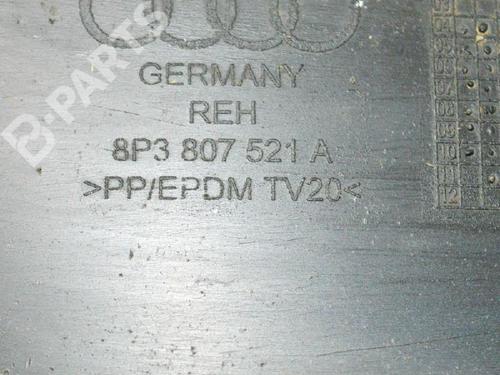 B-PARTS
GERMANY
REH
8P3 807 521 A
>PP/EPDM TV20<